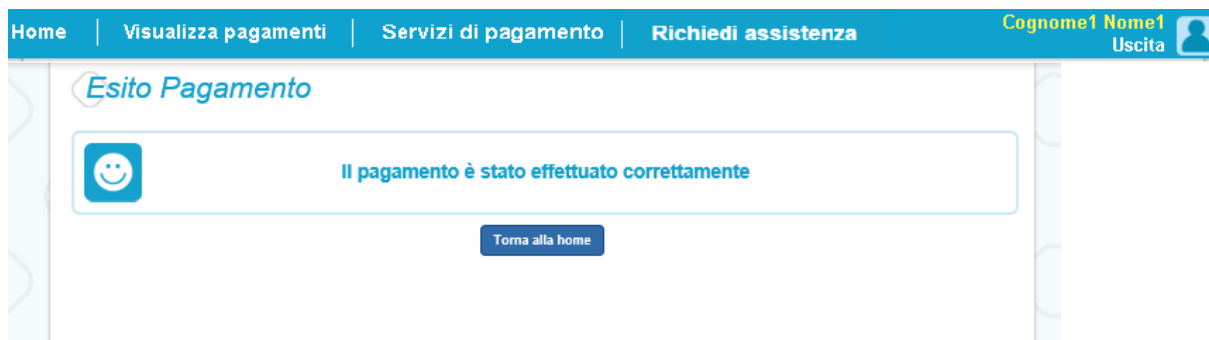 Home Visualizza pagamenti Servizi di pagamento Richiedi assistenza Cognome1 Nome1
Uscita
Esito Pagamento
Il pagamento è stato effettuato correttamente
Torna alla home